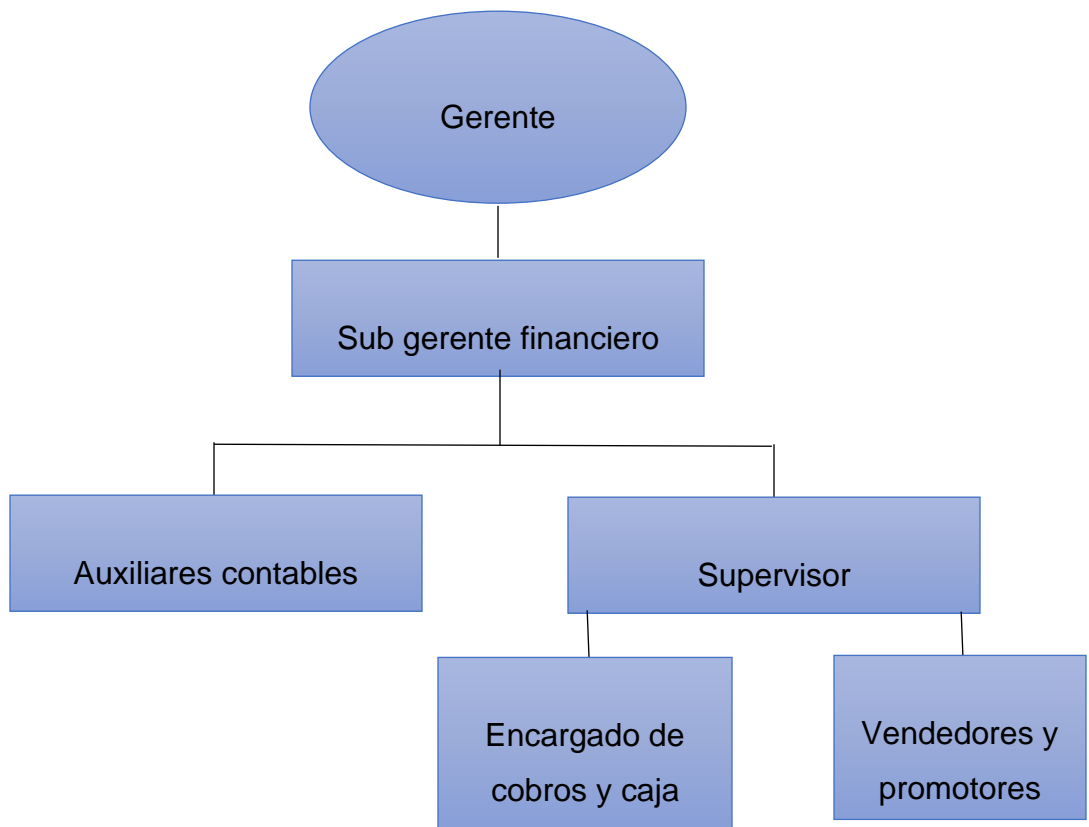 Gerente
Sub gerente financiero
Auxiliares contables
Supervisor
Encargado de
cobros y caja
Vendedores y
promotores